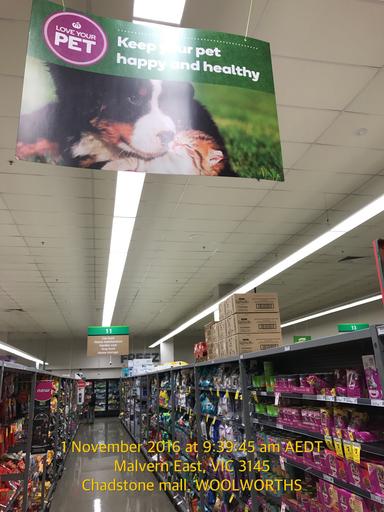 LOVE YOUR
PET
Keep your pet
happy and healthy
11
13
1 November 2016 at 9:39:45 am AEDT
Malvern East, VIC 3145
Chadstone mall, WOOLWORTHS